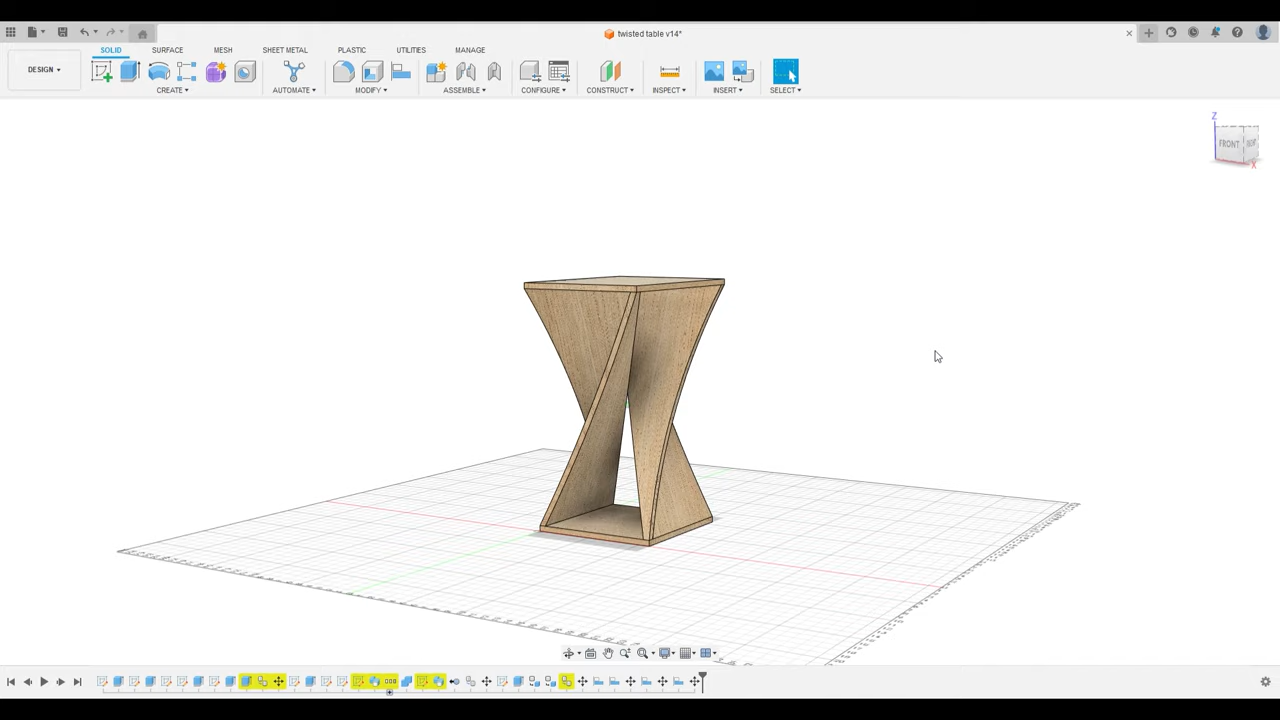 twisted table v14*
SOLID SURFACE MESH SHEET METAL PLASTIC UTILITIES MANAGE
DESIGN
CREATE AUTOMATE MODIFY ASSEMBLE CONFIGURE CONSTRUCT INSPECT INSERT SELECT
Z
FRONT
X